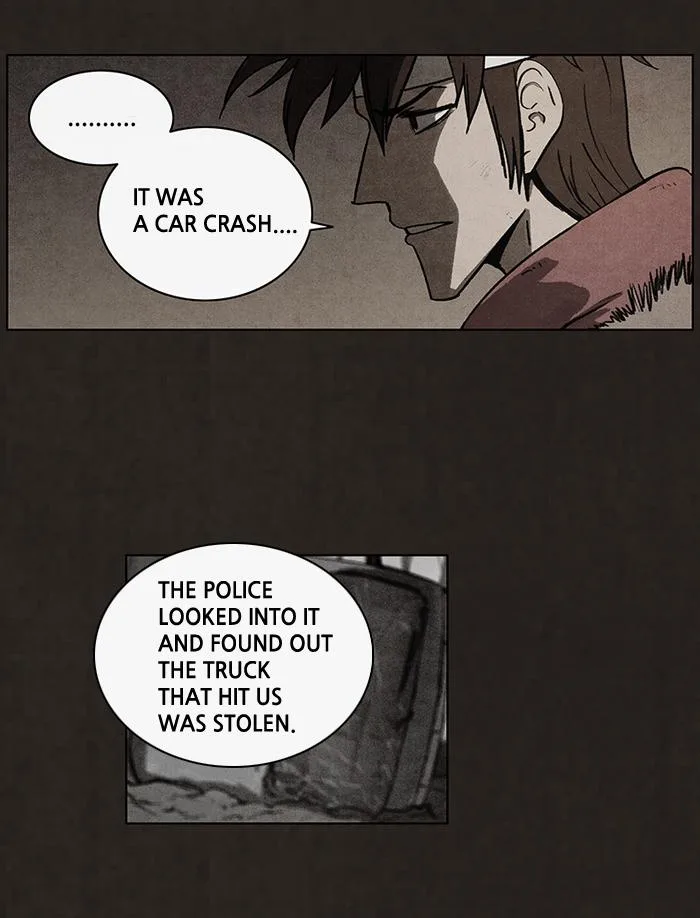 ..........
IT WAS
A CAR CRASH....
THE POLICE
LOOKED INTO IT
AND FOUND OUT
THE TRUCK
THAT HIT US
WAS STOLEN.